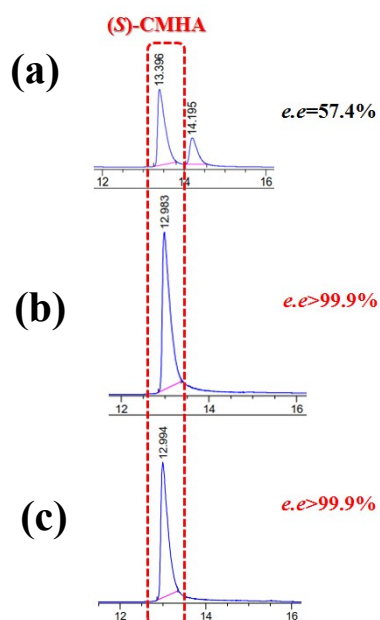 (S)-CMHA
(a)
13.396
14.195
e.e=57.4%
12 14 16
(b)
12.983
e.e>99.9%
12 14 16
(c)
12.994
e.e>99.9%
12 14 16